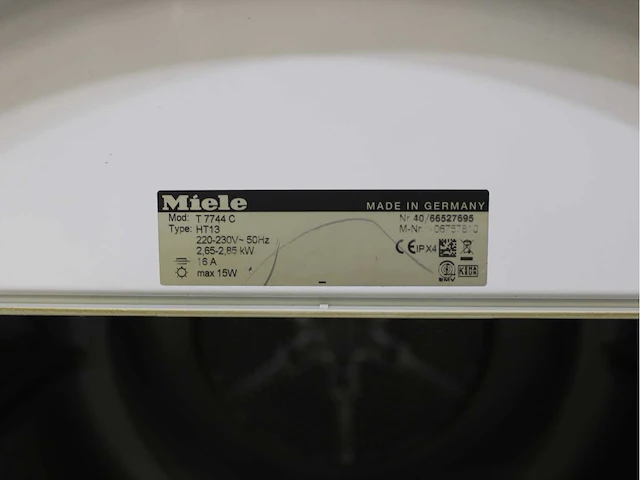 Miele MADE IN GERMANY
Mod: T 7744 C Nr 40/66527695
Type: HT13 M-Nr
220-230V~ 50Hz
2,65-2,85 kW CE IPX4
16 A
max 15W